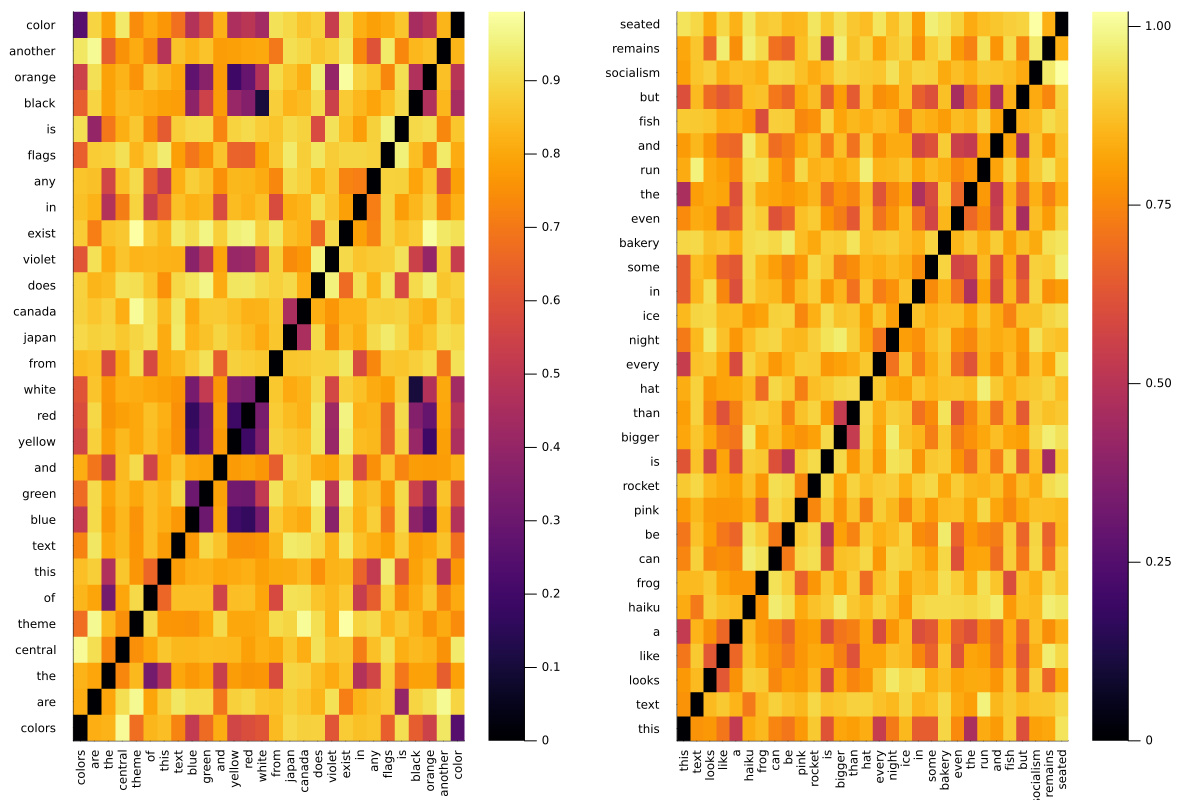 color
another
orange
black
is
flags
any
in
exist
violet
does
canada
japan
from
white
red
yellow
and
green
blue
text
this
of
theme
central
the
are
colors
colors are the central theme of this text blue green and yellow red white from japan canada does violet exist in any flags is black orange another color
0.9
0.8
0.7
0.6
0.5
0.4
0.3
0.2
0.1
0
seated
remains
socialism
but
fish
and
run
the
even
bakery
some
in
ice
night
every
hat
than
bigger
is
rocket
pink
be
can
frog
haiku
a
like
looks
text
this
this text looks like a haiku frog can be pink rocket is bigger than hat every night ice in some bakery even the run and fish but socialism remains seated
1.00
0.75
0.50
0.25
0